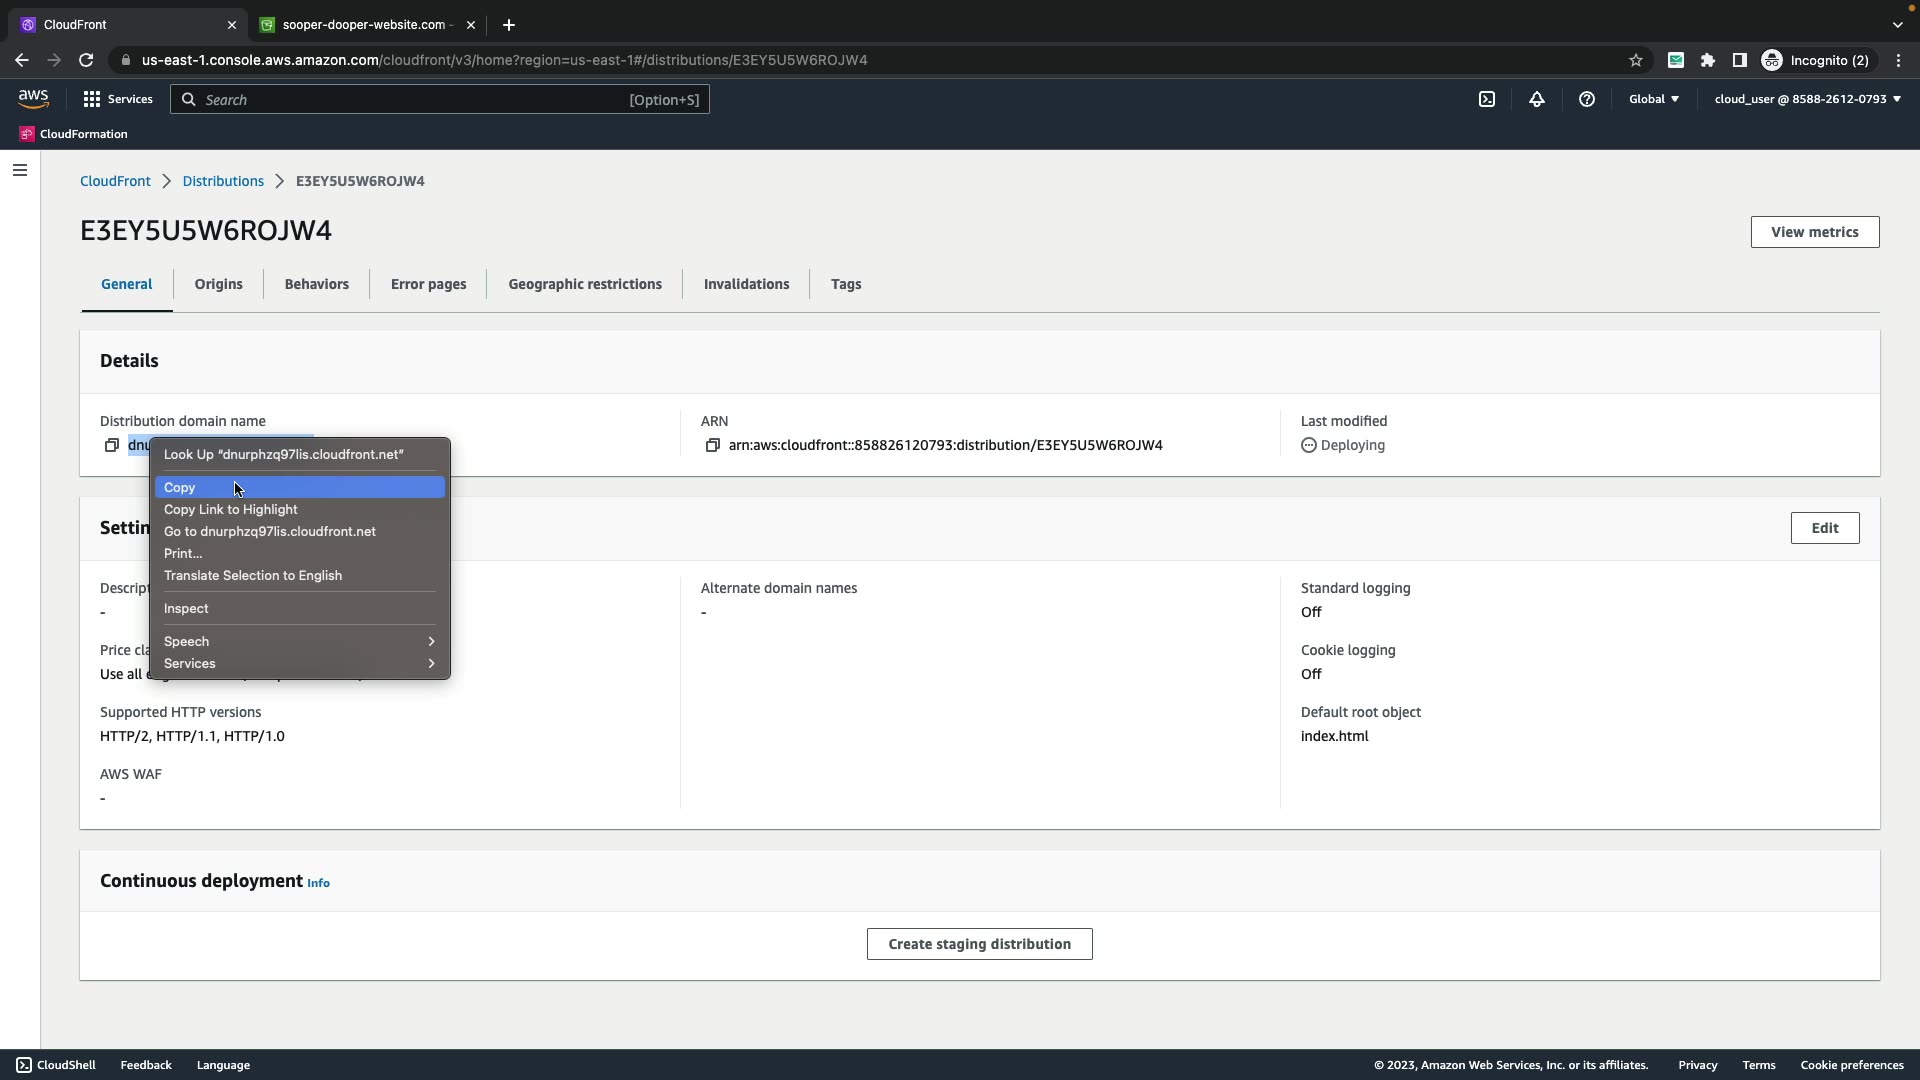 CloudFront
sooper-dooper-website.com -
us-east-1.console.aws.amazon.com/cloudfront/v3/home?region=us-east-1#/distributions/E3EY5U5W6ROJW4
Incognito (2)
aws
Services
Search
[Option+S]
Global
cloud_user @ 8588-2612-0793
CloudFormation
CloudFront
Distributions
E3EY5U5W6ROJW4
E3EY5U5W6ROJW4
View metrics
General
Origins
Behaviors
Error pages
Geographic restrictions
Invalidations
Tags
Details
Distribution domain name
dnu
ARN
arn:aws:cloudfront::858826120793:distribution/E3EY5U5W6ROJW4
Last modified
Deploying
Look Up “dnurphzq97lis.cloudfront.net”
Copy
Copy Link to Highlight
Go to dnurphzq97lis.cloudfront.net
Print...
Translate Selection to English
Inspect
Speech
Services
Settin
Edit
Descript
-
Price cla
Use all e
Supported HTTP versions
HTTP/2, HTTP/1.1, HTTP/1.0
AWS WAF
-
Alternate domain names
-
Standard logging
Off
Cookie logging
Off
Default root object
index.html
Continuous deployment Info
Create staging distribution
CloudShell
Feedback
Language
© 2023, Amazon Web Services, Inc. or its affiliates.
Privacy
Terms
Cookie preferences